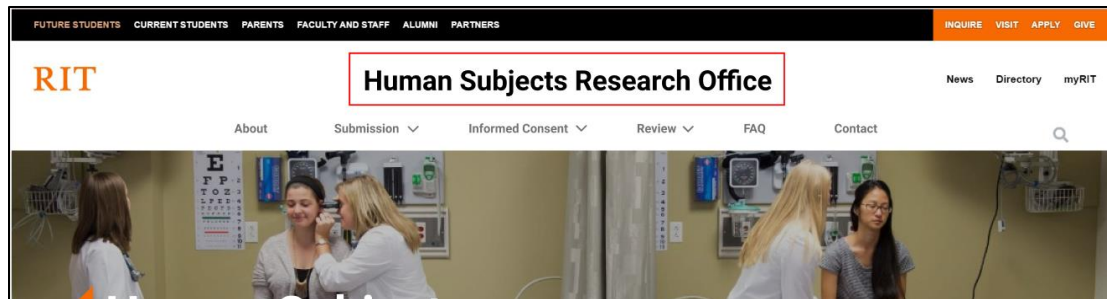 FUTURE STUDENTS CURRENT STUDENTS PARENTS FACULTY AND STAFF ALUMNI PARTNERS INQUIRE VISIT APPLY GIVE
RIT Human Subjects Research Office News Directory myRIT
About Submission Informed Consent Review FAQ Contact
E
F P
T O Z
L P E D